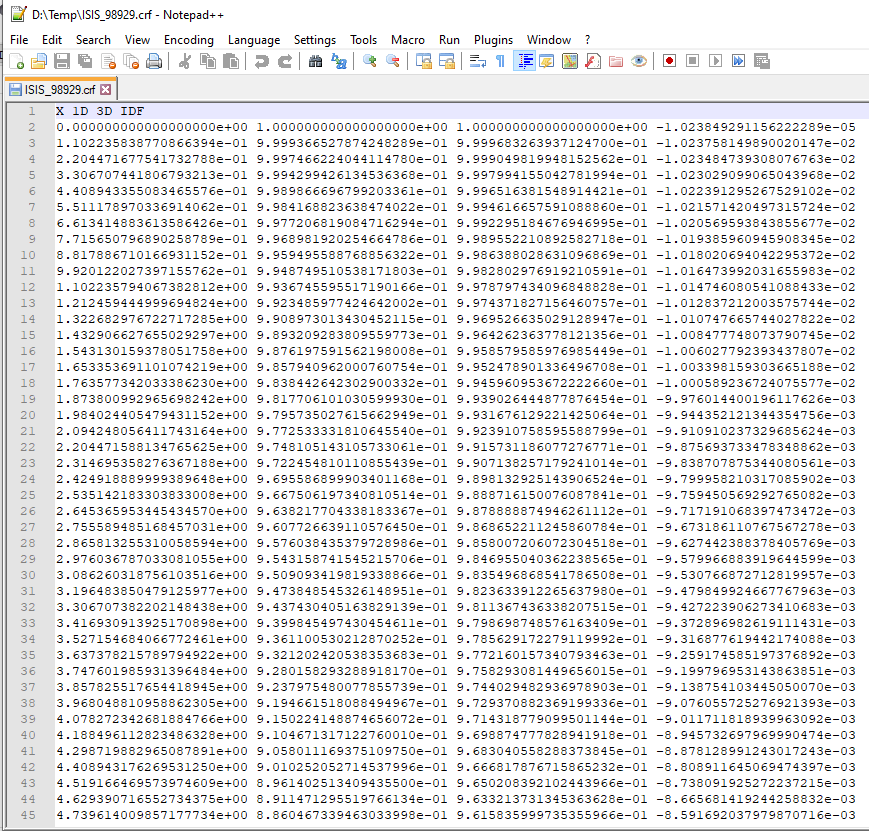 D:\Temp\ISIS_98929.crf - Notepad++
File Edit Search View Encoding Language Settings Tools Macro Run Plugins Window ?
ISIS_98929.crf
1 X 1D 3D IDF
2 0.000000000000000000e+00 1.000000000000000000e+00 1.000000000000000000e+00 -1.023849291156222289e-05
3 1.102235838770866394e-01 9.999366527874248289e-01 9.999683263937124700e-01 -1.023758149890020147e-02
4 2.204471677541732788e-01 9.997466224044114780e-01 9.999049819948152562e-01 -1.023484739308076763e-02
5 3.306707441806793213e-01 9.994299426134536368e-01 9.997994155042781994e-01 -1.023029099065043968e-02
6 4.408943355083465576e-01 9.989866696799203361e-01 9.996516381548914421e-01 -1.022391295267529102e-02
7 5.511178970336914062e-01 9.984168823638474022e-01 9.994616657591088860e-01 -1.021571420497315724e-02
8 6.613414883613586426e-01 9.977206819084716294e-01 9.992295184676946995e-01 -1.020569593843855677e-02
9 7.715650796890258789e-01 9.968981920254664786e-01 9.989552210892582718e-01 -1.019385960945908345e-02
10 8.817886710166931152e-01 9.959495588768856322e-01 9.986388028631096869e-01 -1.018020694042295372e-02
11 9.920122027397155762e-01 9.948749510538171803e-01 9.982802976919210591e-01 -1.016473992031655983e-02
12 1.102235794067382812e+00 9.936745595517190166e-01 9.978797434096848828e-01 -1.014746080541088433e-02
13 1.212459444999694824e+00 9.923485977424642002e-01 9.974371827156460757e-01 -1.012837212003575744e-02
14 1.322682976722717285e+00 9.908973013430452115e-01 9.969526635029128947e-01 -1.010747665744027822e-02
15 1.432906627655029297e+00 9.893209283809559773e-01 9.964262363778121356e-01 -1.008477748073790745e-02
16 1.543130159378051758e+00 9.876197591562198008e-01 9.958579585976985449e-01 -1.006027792393437807e-02
17 1.653353691101074219e+00 9.857940962000760754e-01 9.952478901336496708e-01 -1.003398159303665188e-02
18 1.763577342033386230e+00 9.838442642302900332e-01 9.945960953672222660e-01 -1.000589236724075577e-02
19 1.873800992965698242e+00 9.817706101030599930e-01 9.939026444877876454e-01 -9.976014400196117626e-03
20 1.984024405479431152e+00 9.795735027615662949e-01 9.931676129221425064e-01 -9.944352121344354756e-03
21 2.094248056411743164e+00 9.772533331810645540e-01 9.923910758595588799e-01 -9.910910237329685624e-03
22 2.204471588134765625e+00 9.748105143105733061e-01 9.915731186077276771e-01 -9.875693733478348862e-03
23 2.314695358276367188e+00 9.722454810110855439e-01 9.907138257179241014e-01 -9.838707875344080561e-03
24 2.424918889999389648e+00 9.695586899903401168e-01 9.898132925143906524e-01 -9.799958210317085902e-03
25 2.535142183303833008e+00 9.667506197340810514e-01 9.888716150076087841e-01 -9.759450569292765082e-03
26 2.645365953445434570e+00 9.638217704338183367e-01 9.878888874946261112e-01 -9.717191068397473472e-03
27 2.755589485168457031e+00 9.607726639110576450e-01 9.868652211245860784e-01 -9.673186110767567278e-03
28 2.865813255310058594e+00 9.576038435379728986e-01 9.858007206072304518e-01 -9.627442388378405769e-03
29 2.976036787033081055e+00 9.543158741545215706e-01 9.846955040362238565e-01 -9.579966883919644599e-03
30 3.086260318756103516e+00 9.509093419819338866e-01 9.835496868541786508e-01 -9.530766872712819957e-03
31 3.196483850479125977e+00 9.473848545326148951e-01 9.823633912265637980e-01 -9.479849924667767963e-03
32 3.306707382202148438e+00 9.437430405163829139e-01 9.811367436338207515e-01 -9.427223906273410683e-03
33 3.416930913925170898e+00 9.399845497430454611e-01 9.798698748576163409e-01 -9.372896982619111431e-03
34 3.527154684066772461e+00 9.361100530212870252e-01 9.785629172279119992e-01 -9.316877619442174088e-03
35 3.637378215789794922e+00 9.321202420538353683e-01 9.772160157340793463e-01 -9.259174585197376892e-03
36 3.747601985931396484e+00 9.280158293288918170e-01 9.758293081449656015e-01 -9.199796953143863851e-03
37 3.857825517654418945e+00 9.237975480077855739e-01 9.744029482936978903e-01 -9.138754103445050070e-03
38 3.968048810958862305e+00 9.194661518088494967e-01 9.729370882369199336e-01 -9.076055725276921393e-03
39 4.078272342681884766e+00 9.150224148874656072e-01 9.714318779099501144e-01 -9.011711818939963092e-03
40 4.188496112823486328e+00 9.104671317122760010e-01 9.698874777828941918e-01 -8.945732697969990474e-03
41 4.298719882965087891e+00 9.058011169375109750e-01 9.683040558288373845e-01 -8.878128991243017243e-03
42 4.408943176269531250e+00 9.010252052714537996e-01 9.666817876715865232e-01 -8.808911645069474397e-03
43 4.519166469573974609e+00 8.961402513409435500e-01 9.650208392102443966e-01 -8.738091925272237215e-03
44 4.629390716552734375e+00 8.911471295519766134e-01 9.633213731345363628e-01 -8.665681419244258832e-03
45 4.739614009857177734e+00 8.860467339463033998e-01 9.615835999735355966e-01 -8.591692037979870716e-03